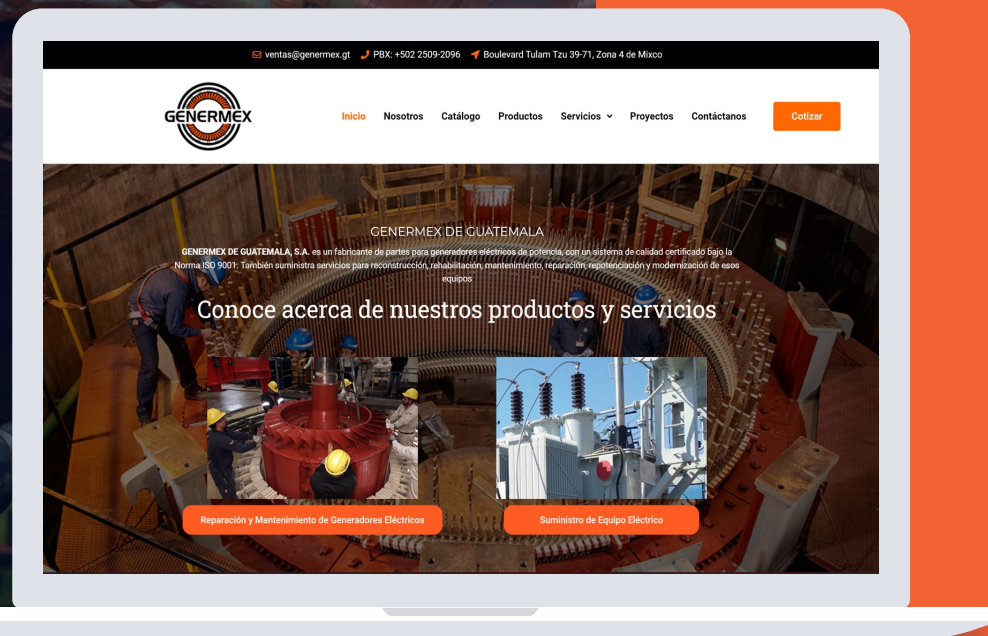 ventas@genermex.gt PBX: +502 2509-2096 Boulevard Tulam Tzu 39-71, Zona 4 de Mixco
GENERMEX
Inicio Nosotros Catálogo Productos Servicios Proyectos Contáctanos Cotizar
GENERMEX DE GUATEMALA
GENERMEX DE GUATEMALA, S.A. es un fabricante de partes para generadores eléctricos de potencia, con un sistema de calidad certificado bajo la
Norma ISO 9001. También suministra servicios para reconstrucción, rehabilitación, mantenimiento, reparación, repotenciación y modernización de esos
equipos
Conoce acerca de nuestros productos y servicios
Reparación y Mantenimiento de Generadores Eléctricos
Suministro de Equipo Eléctrico